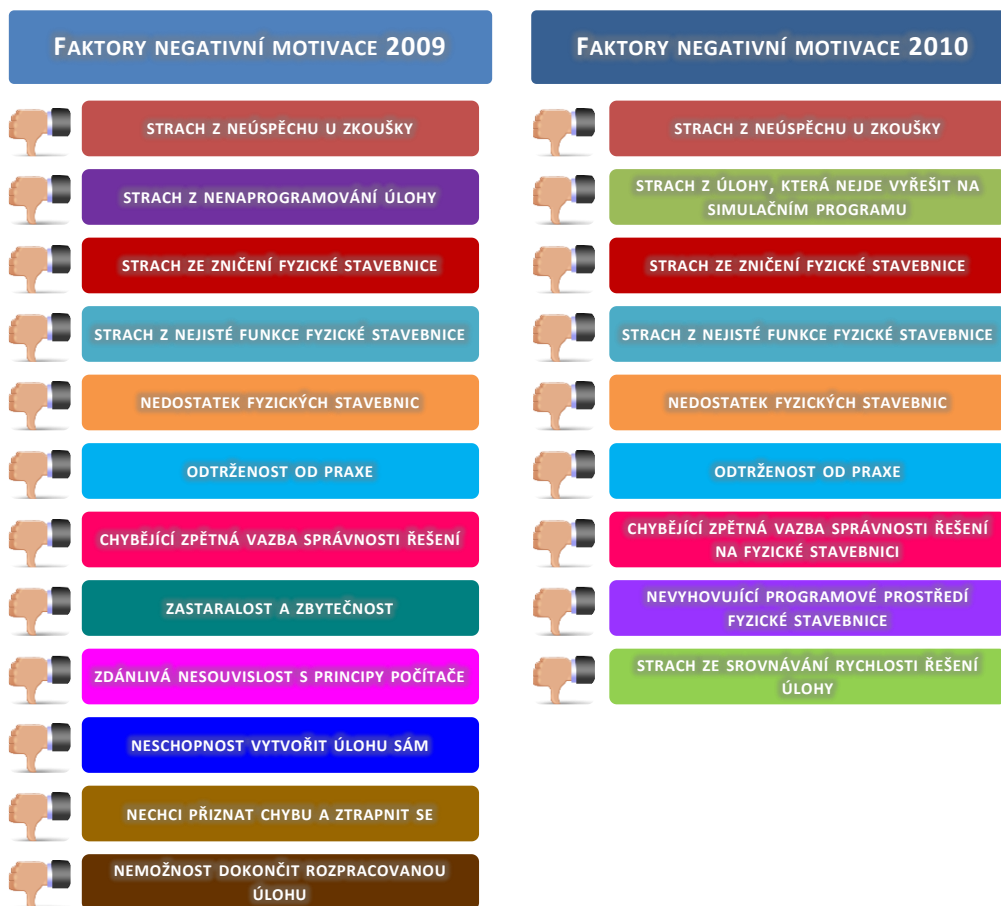 FAKTORY NEGATIVNÍ MOTIVACE 2009
STRACH Z NEÚSPĚCHU U ZKOUŠKY
STRACH Z NENAPROGRAMOVÁNÍ ÚLOHY
STRACH ZE ZNIČENÍ FYZICKÉ STAVEBNICE
STRACH Z NEJISTÉ FUNKCE FYZICKÉ STAVEBNICE
NEDOSTATEK FYZICKÝCH STAVEBNIC
ODTRŽENOST OD PRAXE
CHYBĚJÍCÍ ZPĚTNÁ VAZBA SPRÁVNOSTI ŘEŠENÍ
ZASTARALOST A ZBYTEČNOST
ZDÁNLIVÁ NESOUVISLOST S PRINCIPY POČÍTAČE
NESCHOPNOST VYTVOŘIT ÚLOHU SÁM
NECHCI PŘIZNAT CHYBU A ZTRAPNIT SE
NEMOŽNOST DOKONČIT ROZPRACOVANOU
ÚLOHU
FAKTORY NEGATIVNÍ MOTIVACE 2010
STRACH Z NEÚSPĚCHU U ZKOUŠKY
STRACH Z ÚLOHY, KTERÁ NEJDE VYŘEŠIT NA
SIMULAČNÍM PROGRAMU
STRACH ZE ZNIČENÍ FYZICKÉ STAVEBNICE
STRACH Z NEJISTÉ FUNKCE FYZICKÉ STAVEBNICE
NEDOSTATEK FYZICKÝCH STAVEBNIC
ODTRŽENOST OD PRAXE
CHYBĚJÍCÍ ZPĚTNÁ VAZBA SPRÁVNOSTI ŘEŠENÍ
NA FYZICKÉ STAVEBNICI
NEVYHOVUJÍCÍ PROGRAMOVÉ PROSTŘEDÍ
FYZICKÉ STAVEBNICE
STRACH ZE SROVNÁVÁNÍ RYCHLOSTI ŘEŠENÍ
ÚLOHY